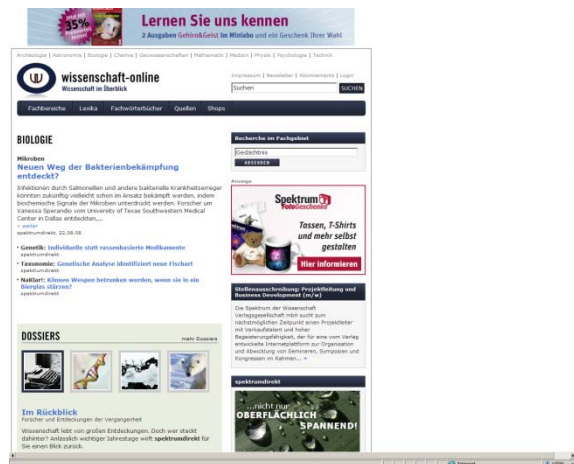 35%
Lernen Sie uns kennen
2 Ausgaben Gehirn&Geist im Miniabo und ein Geschenk Ihrer Wahl
Archäologie | Astronomie | Biologie | Chemie | Geowissenschaften | Mathematik | Medizin | Physik | Psychologie | Technik
wissenschaft-online
Wissenschaft im Überblick
Impressum | Newsletter | Abonnements | Login
Suchen
SUCHEN
Fachbereiche Lexika Fachwörterbücher Quellen Shops
BIOLOGIE
Mikroben
Neuen Weg der Bakterienbekämpfung
entdeckt?
Infektionen durch Salmonellen und andere bakterielle Krankheitserreger
könnten zukünftig vielleicht schon im Ansatz bekämpft werden, indem
biochemische Signale der Mikroben unterdruckt werden. Forscher um
Vanessa Sperandio vom University of Texas Southwestern Medical
Center in Dallas entdeckten,...
» weiter
spektrumdirekt, 22.08.08
Genetik: Individuelle statt rassenbasierte Medikamente
spektrumdirekt
Taxonomie: Genetische Analyse identifiziert neue Fischart
spektrumdirekt
NaKlar!: Können Wespen betrunken werden, wenn sie in ein
Bierglas stürzen?
spektrumdirekt
DOSSIERS
mehr Dossiers
Im Rückblick
Forscher und Entdeckungen der Vergangenheit
Wissenschaft lebt von großen Entdeckungen. Doch wer steckt
dahinter? Anlässlich wichtiger Jahrestage wirft spektrumdirekt für
Sie einen Blick zurück.
Recherche im Fachgebiet
Gedächtnis
ABSENDEN
Anzeige
Spektrum
FotoGeschenke
Tassen, T-Shirts
und mehr selbst
gestalten
Hier informieren
Stellenausschreibung: Projektleitung und
Business Development (m/w)
Die Spektrum der Wissenschaft
Verlagsgesellschaft mbH sucht zum
nächstmöglichen Zeitpunkt einen Projektleiter
mit Verkaufstalent und hoher
Begeisterungsfähigkeit, der für eine vom Verlag
entwickelte Internetplattform zur Organisation
und Abwicklung von Seminaren, Symposien und
Kongressen im Rahmen... »
spektrumdirekt
...nicht nur
OBERFLÄCHLICH
SPANNEND!
Internet
100%